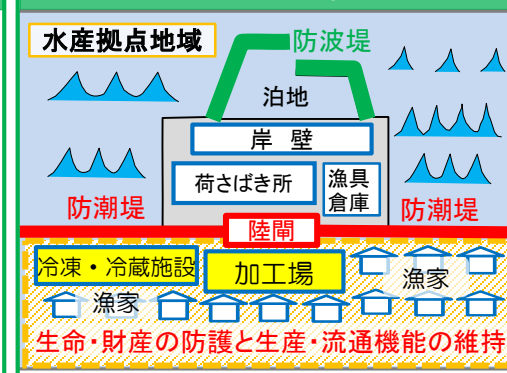 水産拠点地域
防波堤
泊地
岸 壁
荷さばき所
漁具
倉庫
防潮堤
防潮堤
陸閘
冷凍・冷蔵施設
加工場
漁家
漁家
生命・財産の防護と生産・流通機能の維持